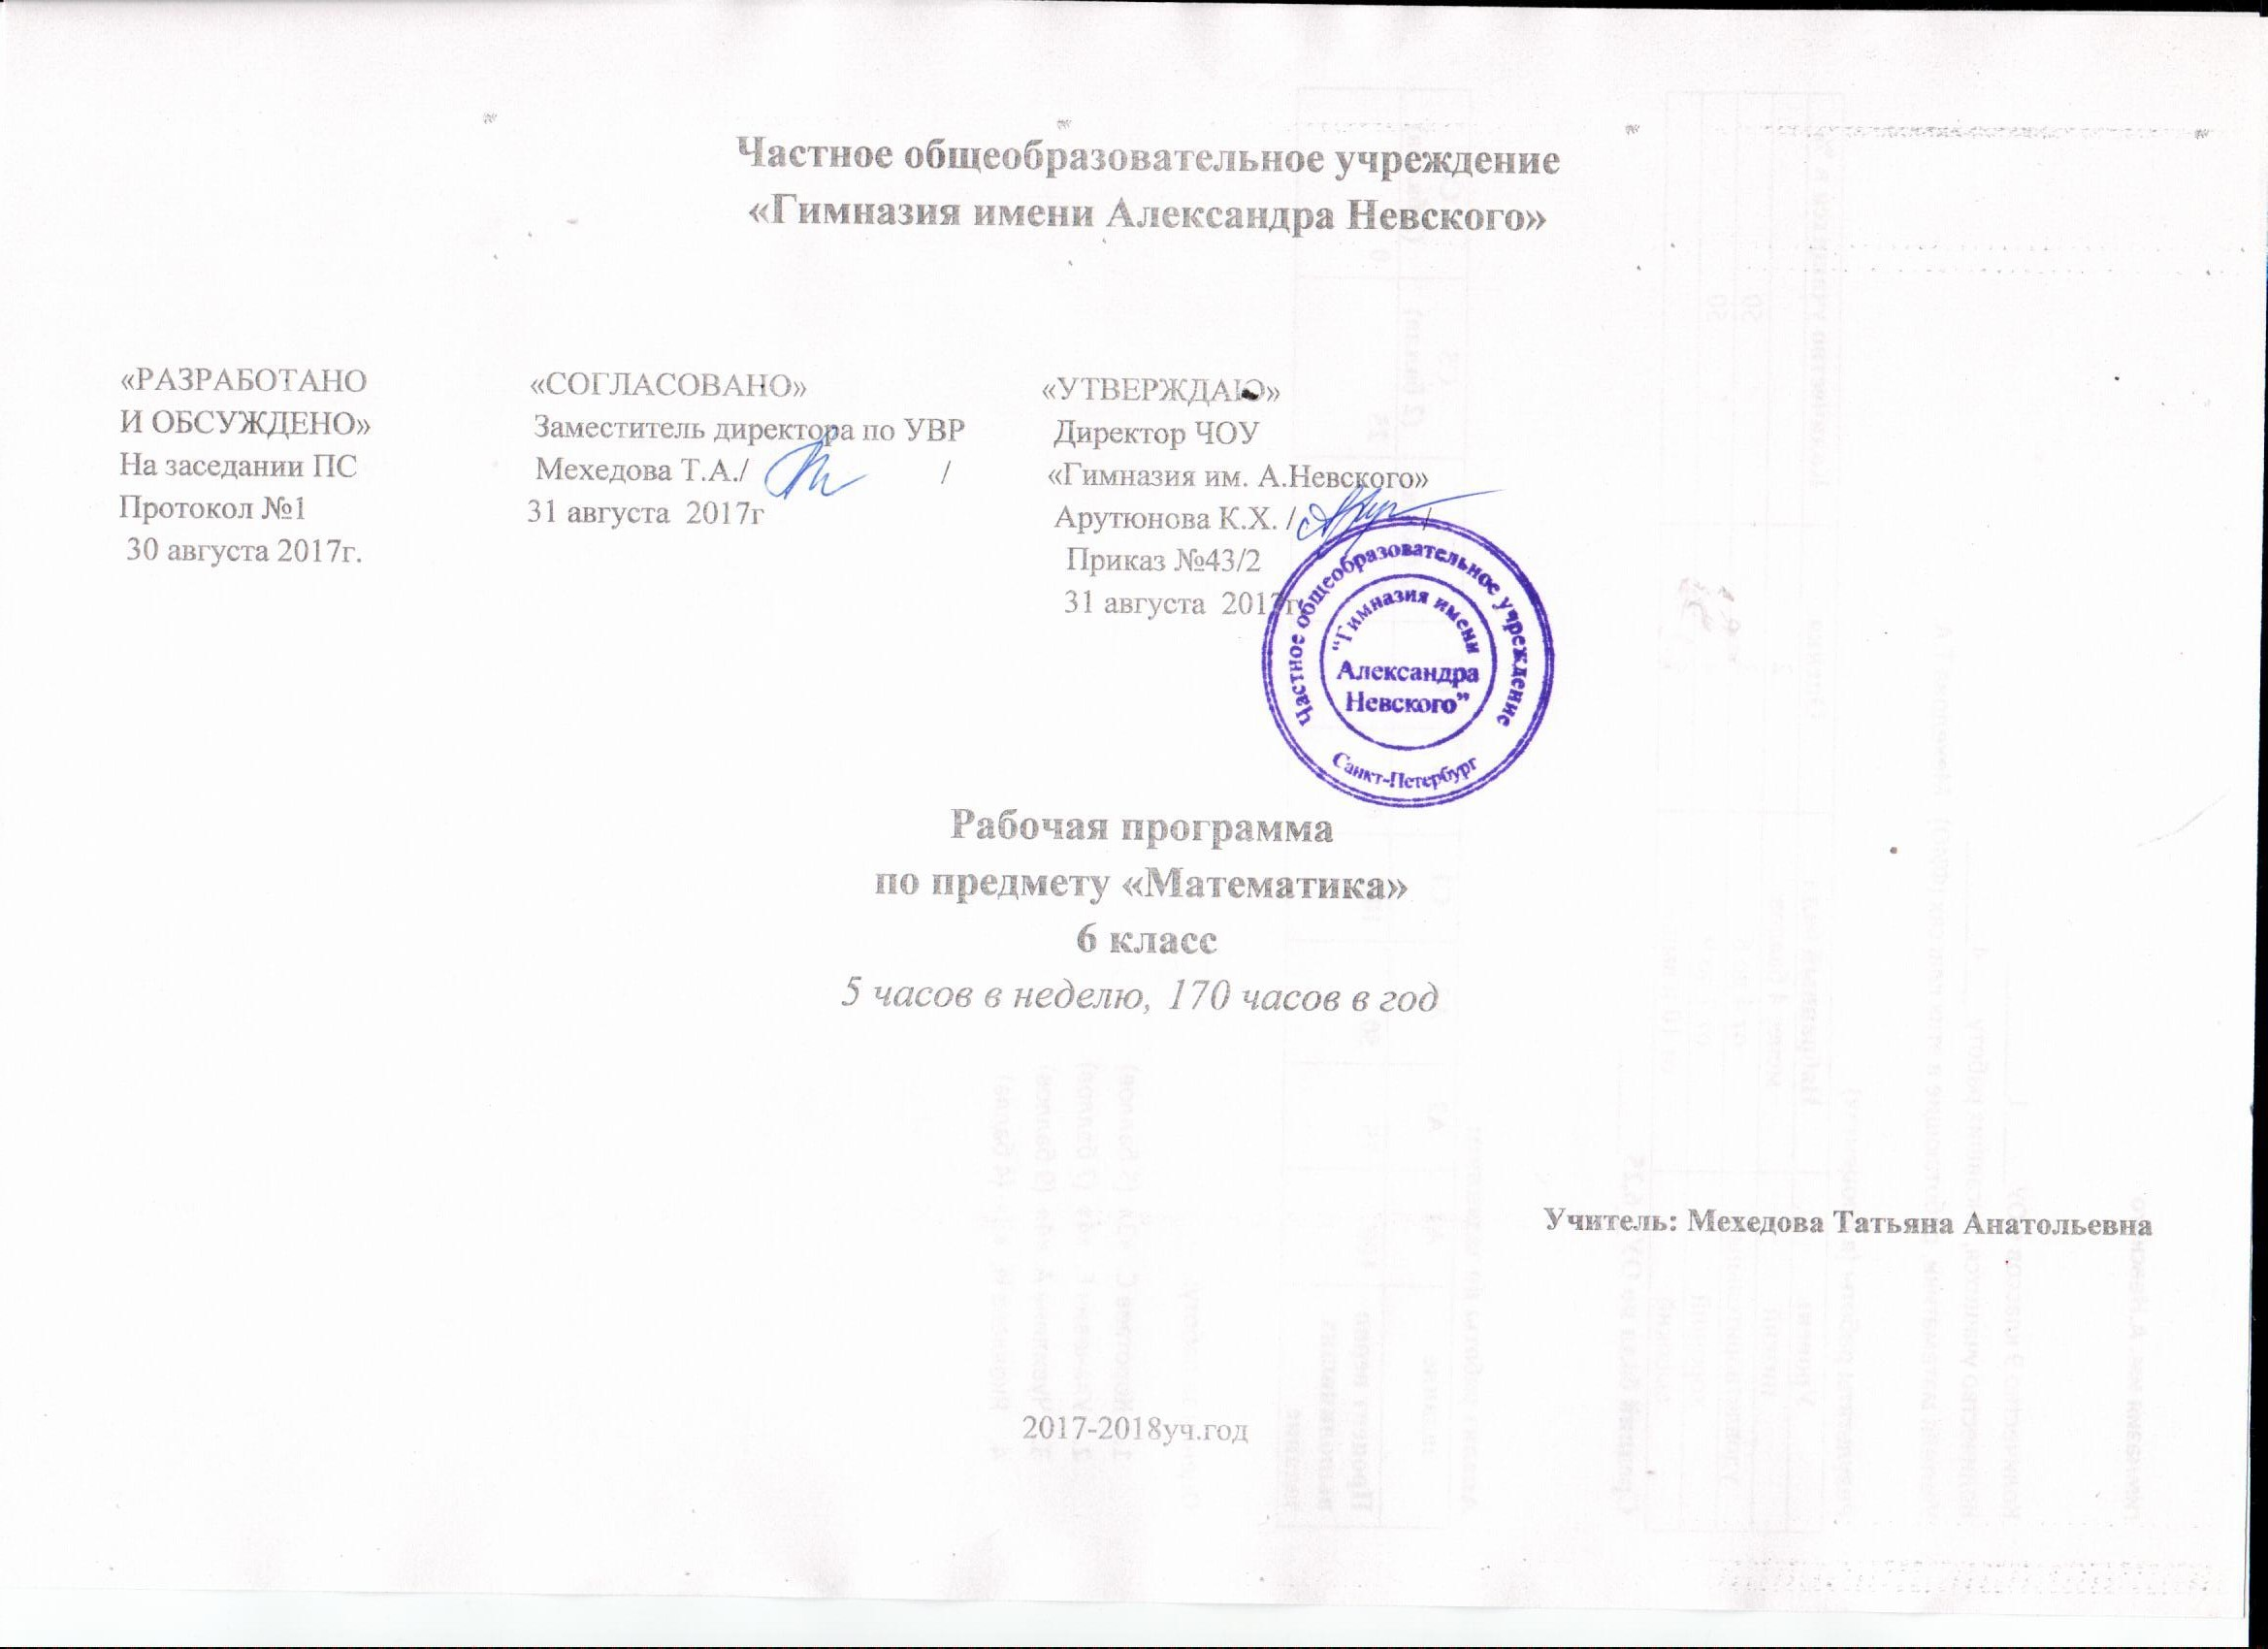 Частное общеобразовательное учреждение
«Гимназия имени Александра Невского»
«РАЗРАБОТАНО
И ОБСУЖДЕНО»
На заседании ПС
Протокол №1
30 августа 2017г.
«СОГЛАСОВАНО»
Заместитель директора по УВР
Мехедова Т.А./ /
31 августа 2017г
«УТВЕРЖДАЮ»
Директор ЧОУ
«Гимназия им. А.Невского»
Арутюнова К.Х. / /
Приказ №43/2
31 августа 2017г
Частное общеобразовательное учреждение
"Гимназия имени
Александра
Невского"
Санкт-Петербург
Рабочая программа
по предмету «Математика»
6 класс
5 часов в неделю, 170 часов в год
Учитель: Мехедова Татьяна Анатольевна
2017-2018уч.год